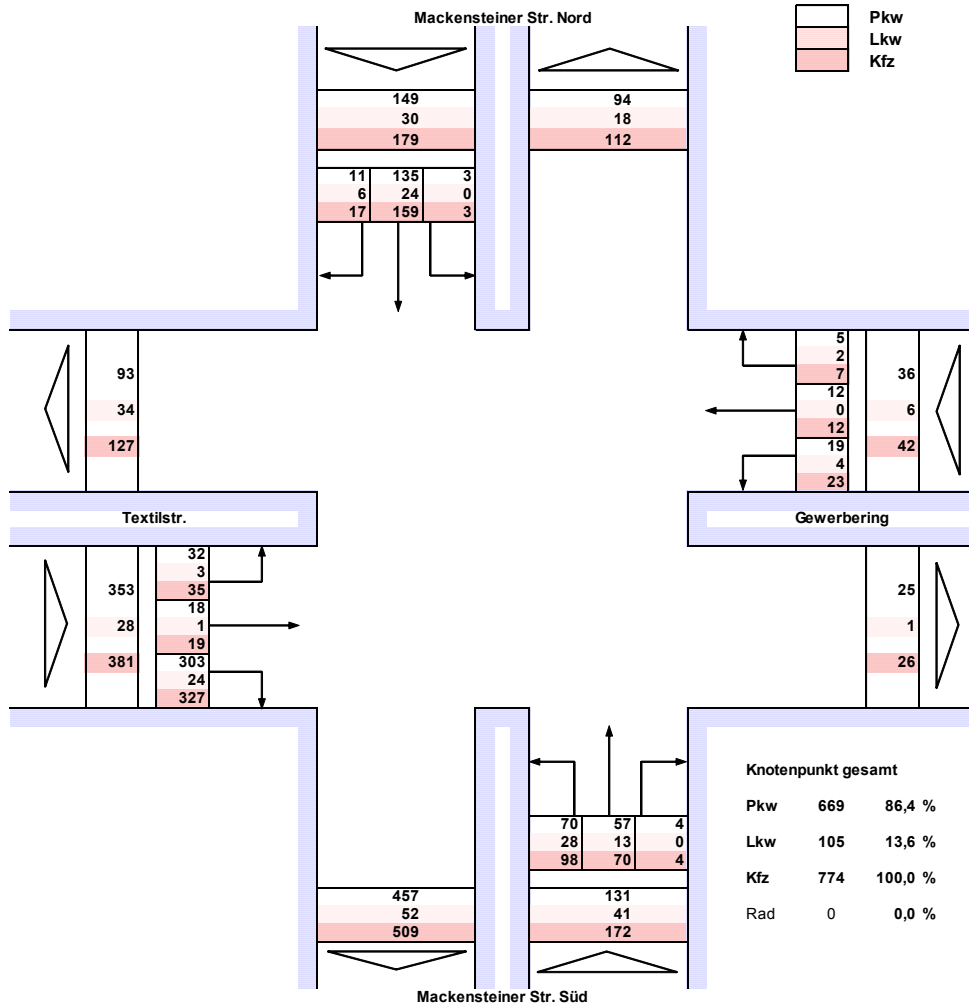 Mackensteiner Str. Nord
Pkw
Lkw
Kfz
149
30
179
94
18
112
11 135 3
6 24 0
17 159 3
93
34
127
5
2
7
12
0
12
19
4
23
36
6
42
Textilstr.
Gewerbering
353
28
381
32
3
35
18
1
19
303
24
327
25
1
26
70 57 4
28 13 0
98 70 4
457
52
509
131
41
172
Knotenpunkt gesamt
Pkw 669 86,4 %
Lkw 105 13,6 %
Kfz 774 100,0 %
Rad 0 0,0 %
Mackensteiner Str. Süd